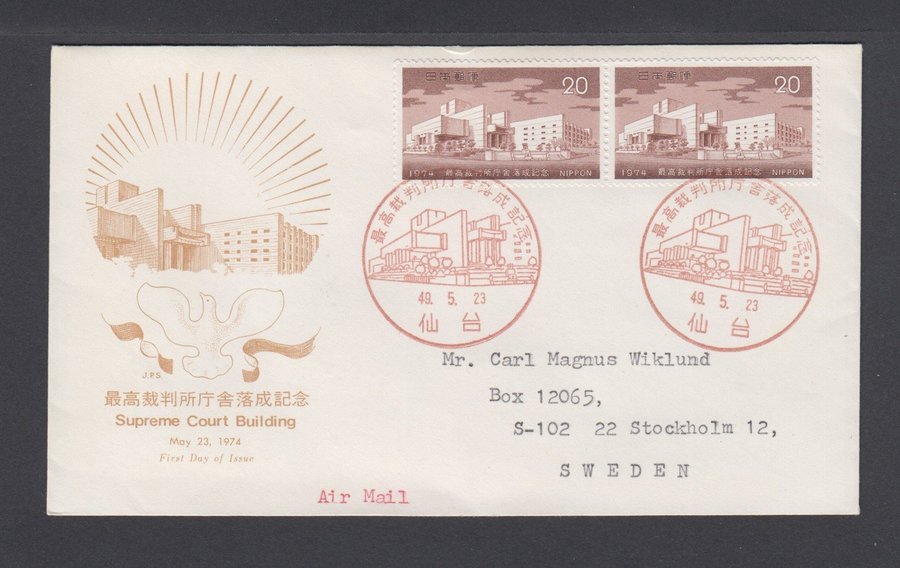 日本郵便 20
1974 最高裁判所庁舎落成記念 NIPPON
日本郵便 20
1974 最高裁判所庁舎落成記念 NIPPON
最高裁判所庁舎落成記念
49. 5. 23
仙台
最高裁判所庁舎落成記念
49. 5. 23
仙台
J.P.S.
最高裁判所庁舎落成記念
Supreme Court Building
May 23, 1974
First Day of Issue
Mr. Carl Magnus Wiklund
Box 12065,
S-102 22 Stockholm 12,
SWEDEN
Air Mail